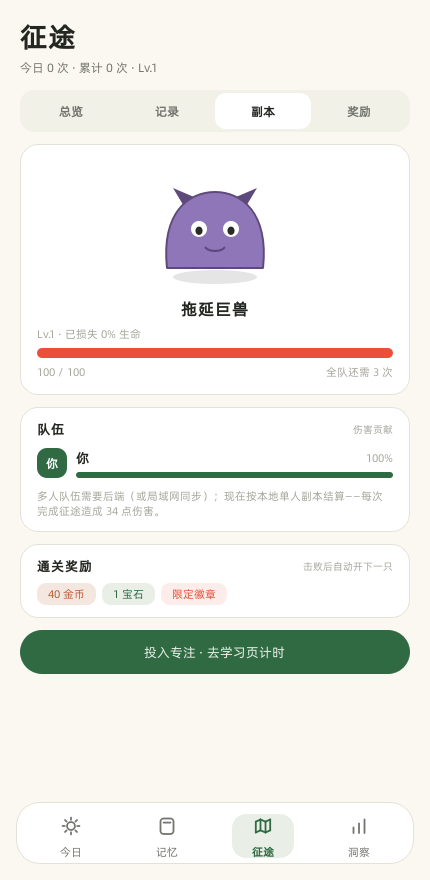 征途
今日 0 次 · 累计 0 次 · Lv.1
总览 记录 副本 奖励
拖延巨兽
Lv.1 · 已损失 0% 生命
100 / 100 全队还需 3 次
队伍 伤害贡献
你 你 100%
多人队伍需要后端（或局域网同步）；现在按本地单人副本结算——每次
完成征途造成 34 点伤害。
通关奖励 击败后自动开下一只
40 金币 1 宝石 限定徽章
投入专注 · 去学习页计时
今日 记忆 征途 洞察